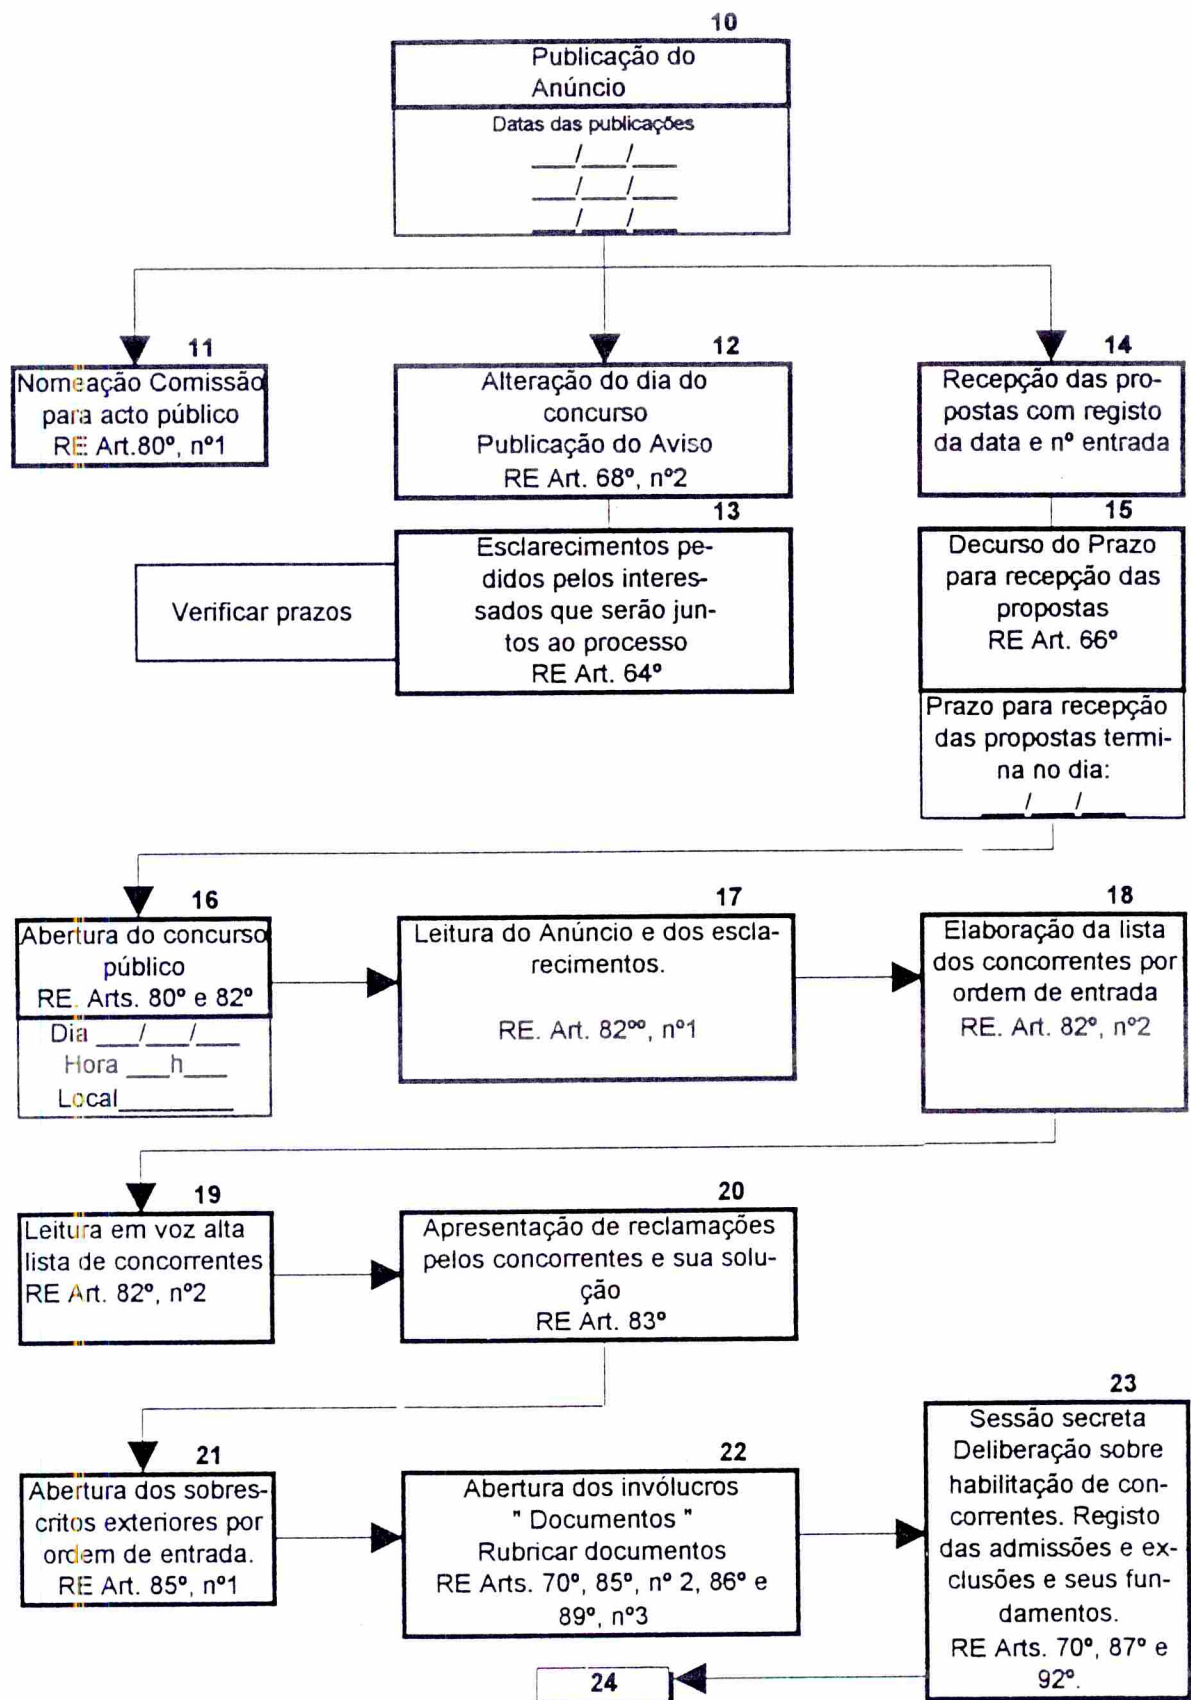 10
Publicação do
Anúncio
Datas das publicações
___/___/___
___/___/___
___/___/___
11
Nomeação Comissão
para acto público
RE Art.80º, nº1
12
Alteração do dia do
concurso
Publicação do Aviso
RE Art. 68º, nº2
13
Esclarecimentos pe-
didos pelos interes-
sados que serão jun-
tos ao processo
RE Art. 64º
Verificar prazos
14
Recepção das pro-
postas com registo
da data e nº entrada
15
Decurso do Prazo
para recepção das
propostas
RE Art. 66º
Prazo para recepção
das propostas termi-
na no dia:
___/___/___
16
Abertura do concurso
público
RE. Arts. 80º e 82º
Dia ___/___/___
Hora ___h___
Local________
17
Leitura do Anúncio e dos escla-
recimentos.
RE. Art. 82ºº, nº1
18
Elaboração da lista
dos concorrentes por
ordem de entrada
RE. Art. 82º, nº2
19
Leitura em voz alta
lista de concorrentes
RE Art. 82º, nº2
20
Apresentação de reclamações
pelos concorrentes e sua solu-
ção
RE Art. 83º
21
Abertura dos sobres-
critos exteriores por
ordem de entrada.
RE Art. 85º, nº1
22
Abertura dos invólucros
" Documentos "
Rubricar documentos
RE Arts. 70º, 85º, nº 2, 86º e
89º, nº3
23
Sessão secreta
Deliberação sobre
habilitação de con-
correntes. Registo
das admissões e ex-
clusões e seus fun-
damentos.
RE Arts. 70º, 87º e
92º.
24